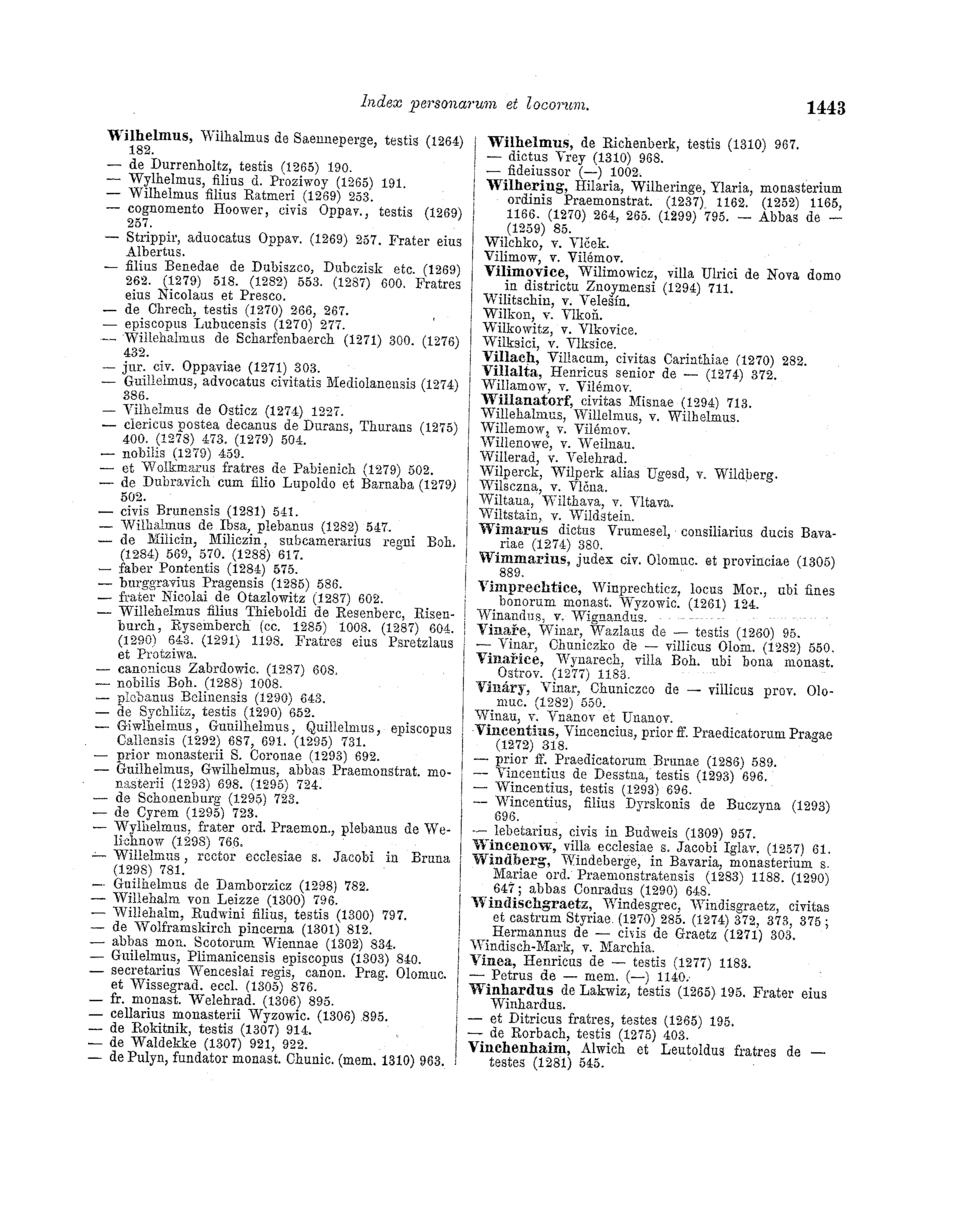 Index personarum et locorum.
1443
Wilhelmus, Wilhalmus de Saenneperge, testis (1264)
182.
— de Durrenholtz, testis (1265) 190.
— Wylhelmus, filius d. Proziwoy (1265) 191.
— Wilhelmus filius Ratmeri (1269) 253.
— cognomento Hoower, civis Oppav., testis (1269)
257.
— Strippir, aduocatus Oppav. (1269) 257. Frater eius
Albertus.
— filius Benedae de Dubiszco, Dubczisk etc. (1269)
262. (1279) 518. (1282) 553. (1287) 600. Fratres
eius Nicolaus et Presco.
— de Chrech, testis (1270) 266, 267.
— episcopus Lubucensis (1270) 277.
— Willehalmus de Scharfenbaerch (1271) 300. (1276)
432.
— jur. civ. Oppaviae (1271) 303.
— Guillelmus, advocatus civitatis Mediolanensis (1274)
386.
— Vilhelmus de Osticz (1274) 1227.
— clericus postea decanus de Durans, Thurans (1275)
400. (1278) 473. (1279) 504.
— nobilis (1279) 459.
— et Wolkmarus fratres de Pabienich (1279) 502.
— de Dubravich cum filio Lupoldo et Barnaba (1279)
502.
— civis Brunensis (1281) 541.
— Wilhalmus de Ibsa, plebanus (1282) 547.
— de Milicin, Miliczin, subcamerarius regni Boh.
(1284) 569, 570. (1288) 617.
— faber Pontentis (1284) 575.
— burggravius Pragensis (1285) 586.
— frater Nicolai de Otazlowitz (1287) 602.
— Willehelmus filius Thieboldi de Resenberc, Risen-
burch, Rysemberch (cc. 1285) 1008. (1287) 604.
(1290) 643. (1291) 1198. Fratres eius Psretzlaus
et Protziwa.
— canonicus Zabrdowic. (1287) 608.
— nobilis Boh. (1288) 1008.
— plebanus Belinensis (1290) 643.
— de Sychlitz, testis (1290) 652.
— Giwlhelmus, Gunilhelmus, Quillelmus, episcopus
Callensis (1292) 687, 691. (1295) 731.
— prior monasterii S. Coronae (1293) 692.
— Guilhelmus, Gwilhelmus, abbas Praemonstrat. mo-
nasterii (1293) 698. (1295) 724.
— de Schonenburg (1295) 723.
— de Cyrem (1295) 723.
— Wylhelmus, frater ord. Praemon., plebanus de We-
lichnow (1298) 766.
— Willelmus, rector ecclesiae s. Jacobi in Bruna
(1298) 781.
— Guilhelmus de Damborzicz (1298) 782.
— Willehalm von Leizze (1300) 796.
— Willehalm, Rudwini filius, testis (1300) 797.
— de Wolframskirch pincerna (1301) 812.
— abbas mon. Scotorum Wiennae (1302) 834.
— Guilelmus, Plimanicensis episcopus (1303) 840.
— secretarius Wenceslai regis, canon. Prag. Olomuc.
et Wissegrad. eccl. (1305) 876.
— fr. monast. Welehrad. (1306) 895.
— cellarius monasterii Wyzowic. (1306) 895.
— de Rokitnik, testis (1307) 914.
— de Waldekke (1307) 921, 922.
— de Pulyn, fundator monast. Chunic. (mem. 1310) 963.
Wilhelmus, de Richenberk, testis (1310) 967.
— dictus Vrey (1310) 968.
— fideiussor (—) 1002.
Wilhering, Hilaria, Wilheringe, Ylaria, monasterium
ordinis Praemonstrat. (1237) 1162. (1252) 1165,
1166. (1270) 264, 265. (1299) 795. — Abbas de —
(1259) 85.
Wilchko, v. Vlček.
Vilimow, v. Vilémov.
Vilimovice, Wilimowicz, villa Ulrici de Nova domo
in districtu Znoymensi (1294) 711.
Wilitschin, v. Velešín.
Wilkon, v. Vlkoň.
Wilkowitz, v. Vlkovice.
Wilksici, v. Vlksice.
Villach, Villacum, civitas Carinthiae (1270) 282.
Villalta, Henricus senior de — (1274) 372.
Willamow, v. Vilémov.
Willanatorf, civitas Misnae (1294) 713.
Willehalmus, Willelmus, v. Wilhelmus.
Willemow, v. Vilémov.
Willenowe, v. Weilnau.
Willerad, v. Velehrad.
Wilperck, Wilperk alias Ugesd, v. Wildberg.
Wilsczna, v. Vlčna.
Wiltaua, Wilthava, v. Vltava.
Wiltstain, v. Wildstein.
Wimarus dictus Vrumesel, consiliarius ducis Bava-
riae (1274) 380.
Wimmarius, judex civ. Olomuc. et provinciae (1305)
889.
Vimprechtice, Winprechticz, locus Mor., ubi fines
bonorum monast. Wyzowic. (1261) 124.
Winandus, v. Wignandus.
Vinaře, Winar, Wazlaus de — testis (1260) 95.
— Vinar, Chuniczko de — villicus Olom. (1282) 550.
Vinařice, Wynarech, villa Boh. ubi bona monast.
Ostrov. (1277) 1183.
Vináry, Vinar, Chuniczco de — villicus prov. Olo-
muc. (1282) 550.
Winau, v. Vnanov et Unanov.
Vincentius, Vincencius, prior ff. Praedicatorum Pragae
(1272) 318.
— prior ff. Praedicatorum Brunae (1286) 589.
— Vincentius de Desstna, testis (1293) 696.
— Wincentius, testis (1293) 696.
— Wincentius, filius Dyrskonis de Buczyna (1293)
696.
— lebetarius, civis in Budweis (1309) 957.
Wincenow, villa ecclesiae s. Jacobi Iglav. (1257) 61.
Windberg, Windeberge, in Bavaria, monasterium s.
Mariae ord. Praemonstratensis (1283) 1188. (1290)
647; abbas Conradus (1290) 648.
Windischgraetz, Windesgrec, Windisgraetz, civitas
et castrum Styriae (1270) 285. (1274) 372, 373, 375;
Hermannus de — civis de Graetz (1271) 303.
Windisch-Mark, v. Marchia.
Vinea, Henricus de — testis (1277) 1183.
— Petrus de — mem. (—) 1140.
Winhardus de Lakwiz, testis (1265) 195. Frater eius
Winhardus.
— et Ditricus fratres, testes (1265) 195.
— de Rorbach, testis (1275) 403.
Vinchenhaim, Alwich et Leutoldus fratres de —
testes (1281) 545.